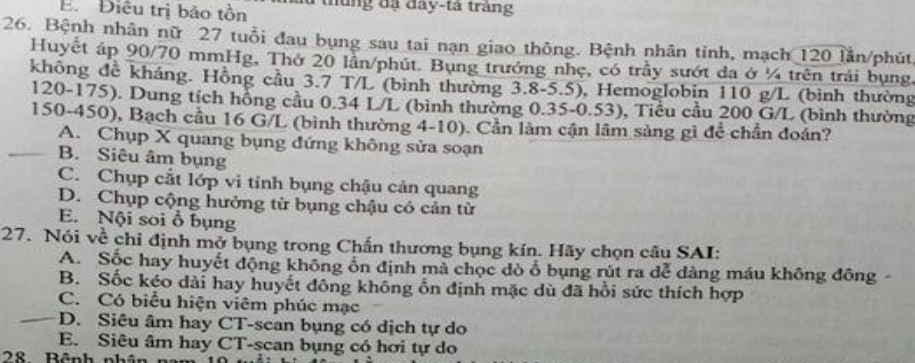 E. Điều trị bảo tồn
thủng dạ dày-tá tràng
26. Bệnh nhân nữ 27 tuổi đau bụng sau tai nạn giao thông. Bệnh nhân tỉnh, mạch 120 lần/phút,
Huyết áp 90/70 mmHg, Thở 20 lần/phút. Bụng trướng nhẹ, có trầy sướt da ở ¼ trên trái bụng,
không đề kháng. Hồng cầu 3.7 T/L (bình thường 3.8-5.5), Hemoglobin 110 g/L (bình thường
120-175). Dung tích hồng cầu 0.34 L/L (bình thường 0.35-0.53), Tiểu cầu 200 G/L (bình thường
150-450), Bạch cầu 16 G/L (bình thường 4-10). Cần làm cận lâm sàng gì để chẩn đoán?
A. Chụp X quang bụng đứng không sửa soạn
B. Siêu âm bụng
C. Chụp cắt lớp vi tính bụng chậu cản quang
D. Chụp cộng hưởng từ bụng chậu có cản từ
E. Nội soi ổ bụng
27. Nói về chỉ định mở bụng trong Chấn thương bụng kín. Hãy chọn câu SAI:
A. Sốc hay huyết động không ổn định mà chọc dò ổ bụng rút ra dễ dàng máu không đông
B. Sốc kéo dài hay huyết đông không ổn định mặc dù đã hồi sức thích hợp
C. Có biểu hiện viêm phúc mạc
D. Siêu âm hay CT-scan bụng có dịch tự do
E. Siêu âm hay CT-scan bụng có hơi tự do
28. Bệnh nhân nam